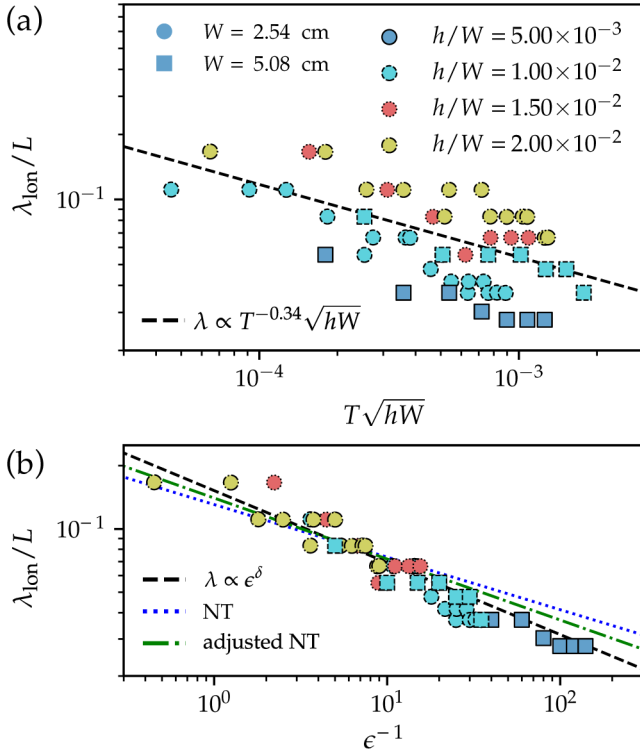 (a)
W = 2.54 cm
W = 5.08 cm
h/W = 5.00×10⁻³
h/W = 1.00×10⁻²
h/W = 1.50×10⁻²
h/W = 2.00×10⁻²
λ_lon/L
10⁻¹
λ ∝ T^−0.34 √hW
10⁻⁴
10⁻³
T√hW
(b)
λ_lon/L
10⁻¹
λ ∝ ϵ^δ
NT
adjusted NT
10⁰
10¹
10²
ϵ⁻¹